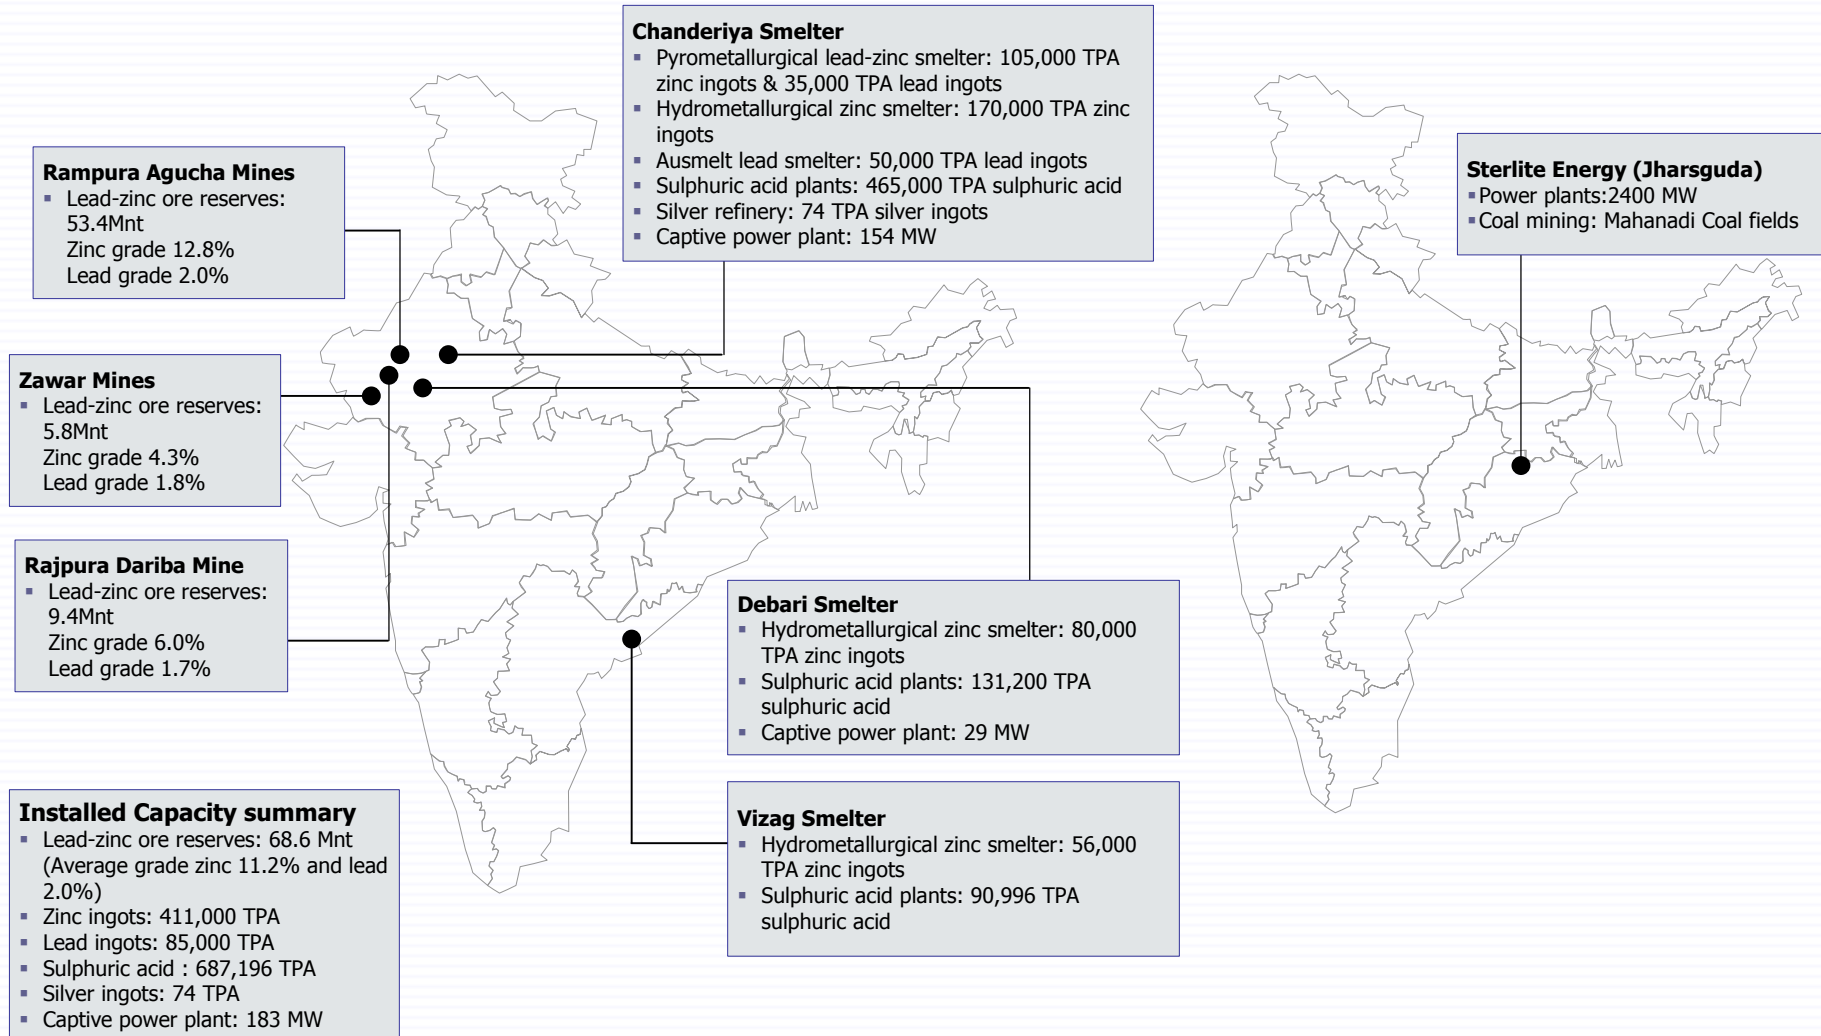 Chanderiya Smelter
▪ Pyrometallurgical lead-zinc smelter: 105,000 TPA
zinc ingots & 35,000 TPA lead ingots
▪ Hydrometallurgical zinc smelter: 170,000 TPA zinc
ingots
▪ Ausmelt lead smelter: 50,000 TPA lead ingots
▪ Sulphuric acid plants: 465,000 TPA sulphuric acid
▪ Silver refinery: 74 TPA silver ingots
▪ Captive power plant: 154 MW
Rampura Agucha Mines
▪ Lead-zinc ore reserves:
53.4Mnt
Zinc grade 12.8%
Lead grade 2.0%
Sterlite Energy (Jharsguda)
▪Power plants:2400 MW
▪Coal mining: Mahanadi Coal fields
Zawar Mines
▪ Lead-zinc ore reserves:
5.8Mnt
Zinc grade 4.3%
Lead grade 1.8%
Rajpura Dariba Mine
▪ Lead-zinc ore reserves:
9.4Mnt
Zinc grade 6.0%
Lead grade 1.7%
Debari Smelter
▪ Hydrometallurgical zinc smelter: 80,000
TPA zinc ingots
▪ Sulphuric acid plants: 131,200 TPA
sulphuric acid
▪ Captive power plant: 29 MW
Vizag Smelter
▪ Hydrometallurgical zinc smelter: 56,000
TPA zinc ingots
▪ Sulphuric acid plants: 90,996 TPA
sulphuric acid
Installed Capacity summary
▪ Lead-zinc ore reserves: 68.6 Mnt
(Average grade zinc 11.2% and lead
2.0%)
▪ Zinc ingots: 411,000 TPA
▪ Lead ingots: 85,000 TPA
▪ Sulphuric acid : 687,196 TPA
▪ Silver ingots: 74 TPA
▪ Captive power plant: 183 MW